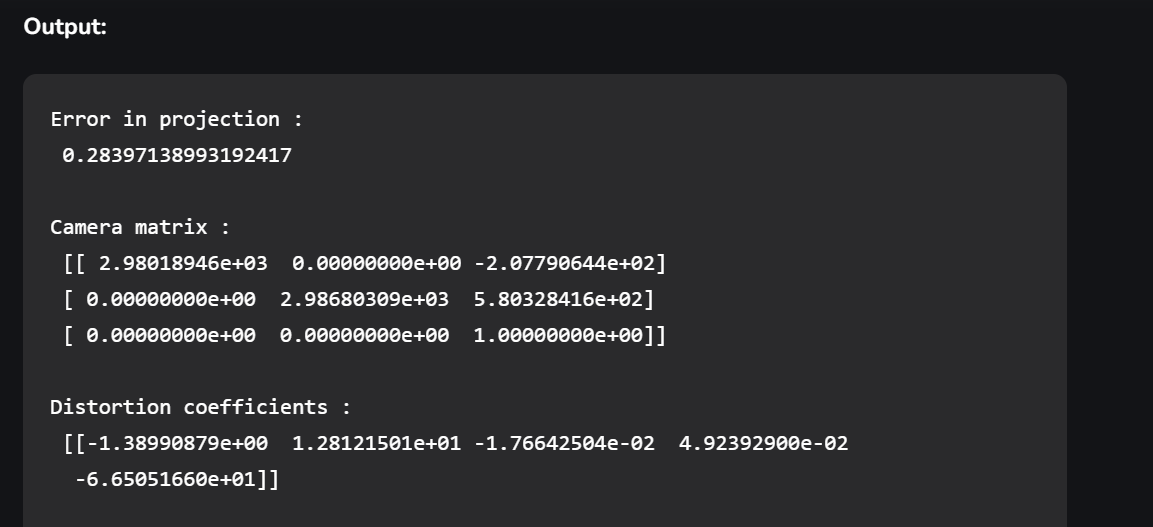 Output:
Error in projection :
0.28397138993192417
Camera matrix :
[[ 2.98018946e+03  0.00000000e+00 -2.07790644e+02]
[ 0.00000000e+00  2.98680309e+03  5.80328416e+02]
[ 0.00000000e+00  0.00000000e+00  1.00000000e+00]]
Distortion coefficients :
[[-1.38990879e+00  1.28121501e+01 -1.76642504e-02  4.92392900e-02
-6.65051660e+01]]